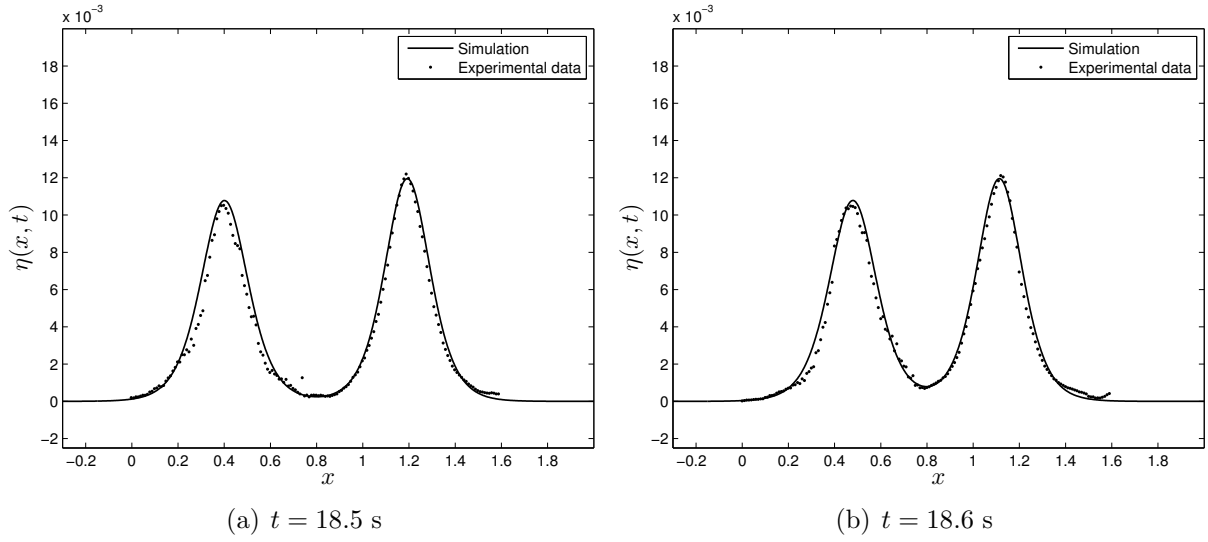 x 10⁻³
18
16
14
12
10
8
6
4
2
0
−2
η(x, t)
−0.2 0 0.2 0.4 0.6 0.8 1 1.2 1.4 1.6 1.8
x
Simulation
Experimental data
(a) t = 18.5 s
x 10⁻³
18
16
14
12
10
8
6
4
2
0
−2
η(x, t)
−0.2 0 0.2 0.4 0.6 0.8 1 1.2 1.4 1.6 1.8
x
Simulation
Experimental data
(b) t = 18.6 s